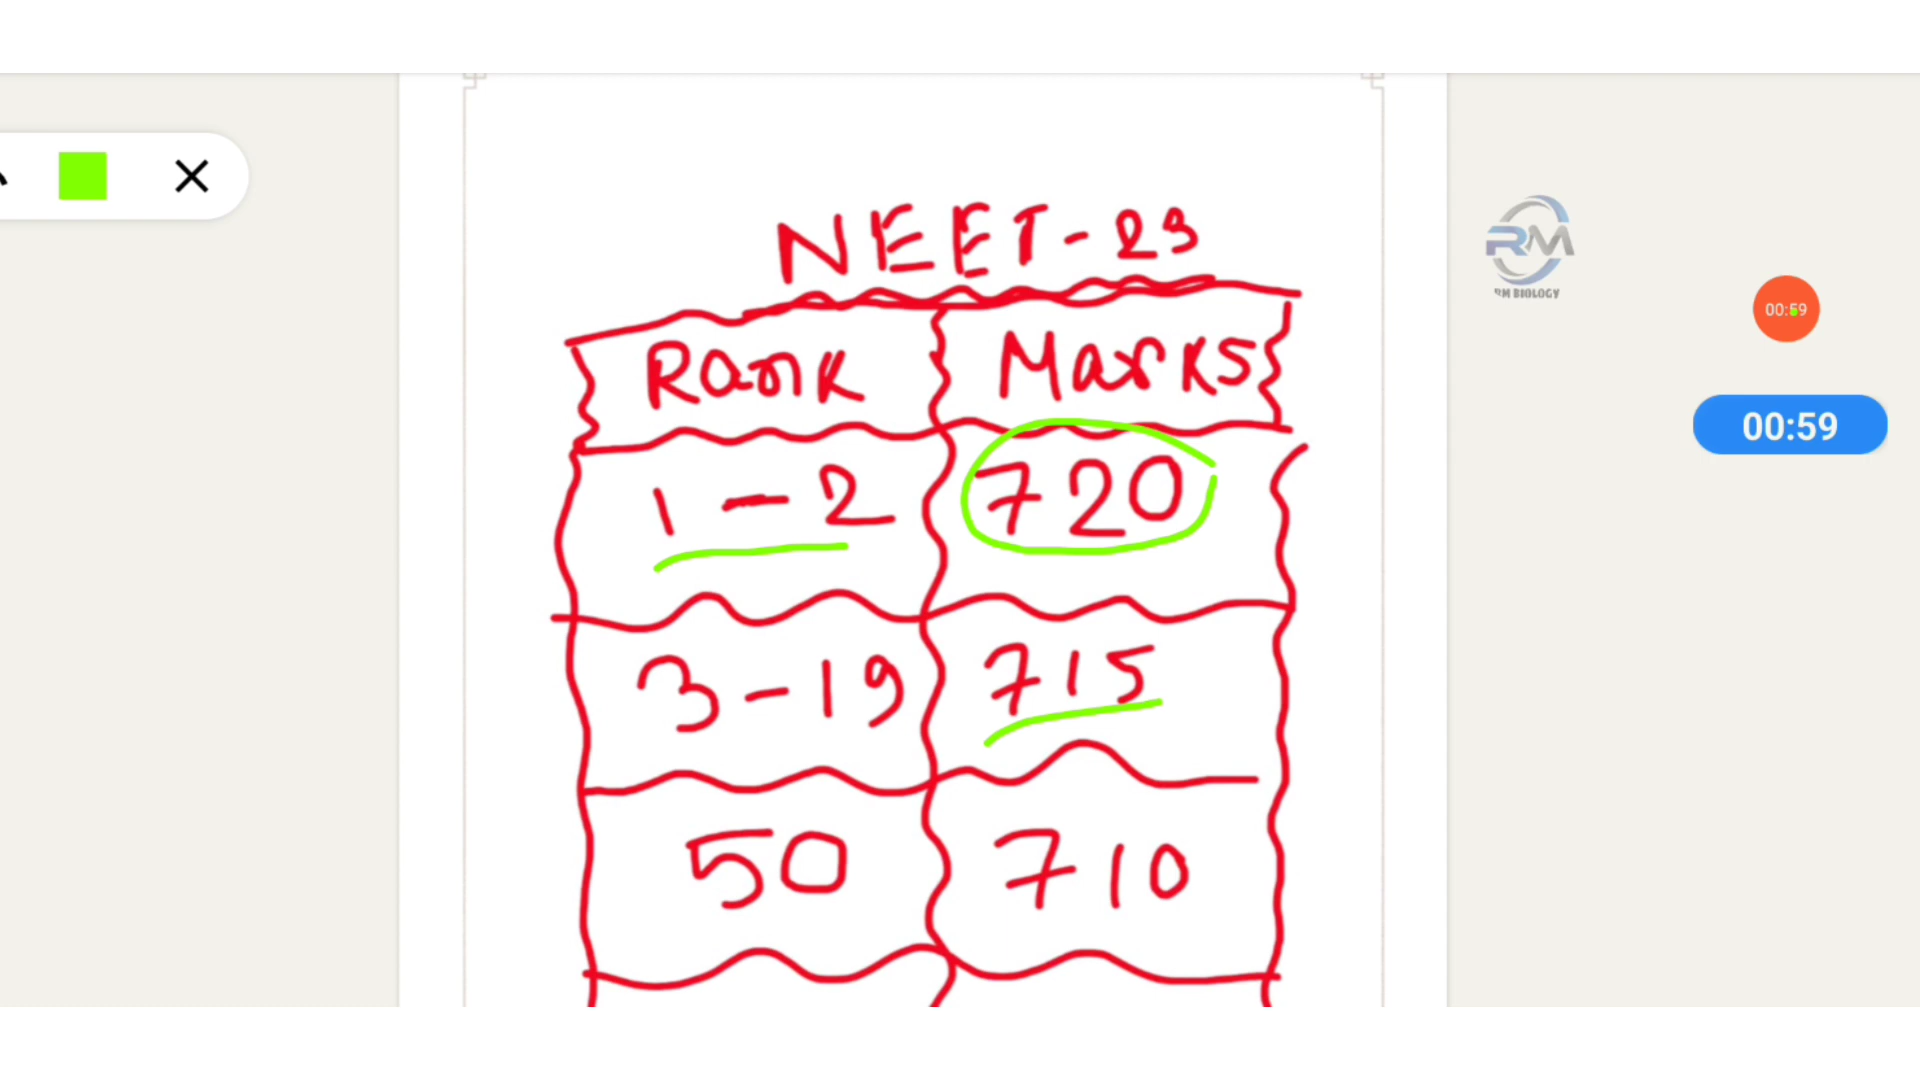 NEET-23
Rank Marks
1-2 720
3-19 715
50 710
RM
RM BIOLOGY
00:59
00:59